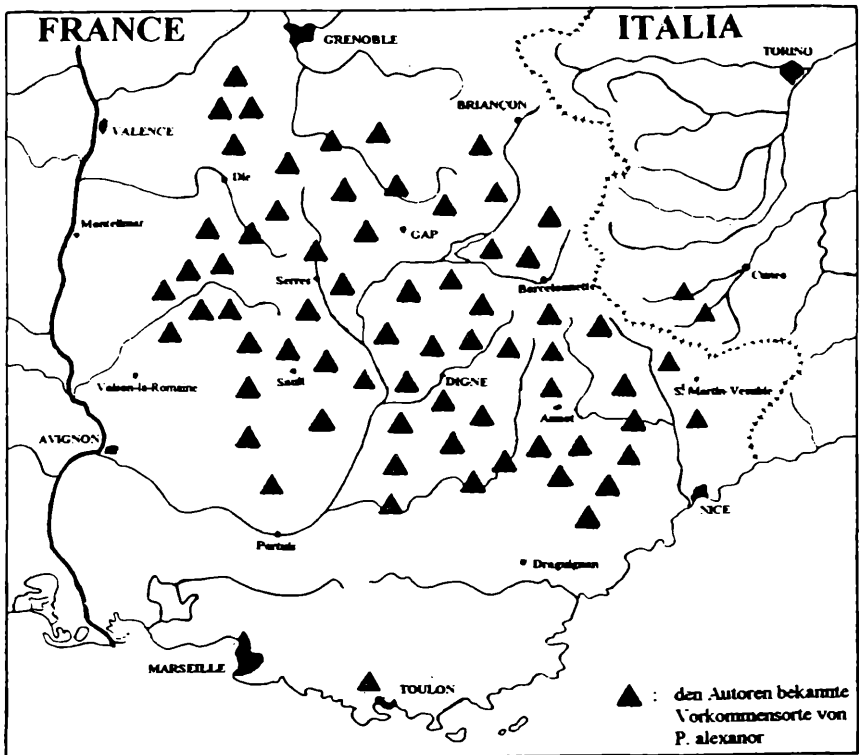 FRANCE
ITALIA
GRENOBLE
TORINO
BRIANÇON
VALENCE
Die
Montelimar
GAP
Cuneo
Serres
Barcelonnette
Vaison-la-Romaine
Sault
DIGNE
S. Martin-Vesubie
Annot
AVIGNON
NICE
Pertuis
Draguignan
MARSEILLE
TOULON
: den Autoren bekannte
Vorkommensorte von
P. alexanor